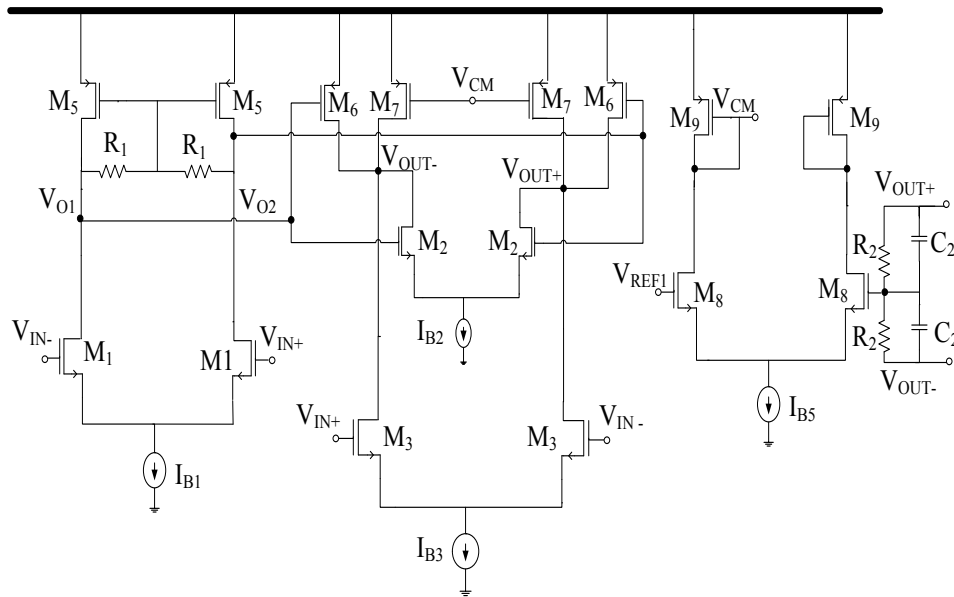 M5
M5
M6
M7
VCM
M7
M6
M9
VCM
M9
R1
R1
VOUT-
VOUT+
VOUT+
VO1
VO2
M2
M2
R2
C2
VREF1
M8
M8
IB2
R2
C2
VIN-
M1
M1
VIN+
VOUT-
VIN+
M3
M3
VIN -
IB5
IB1
IB3